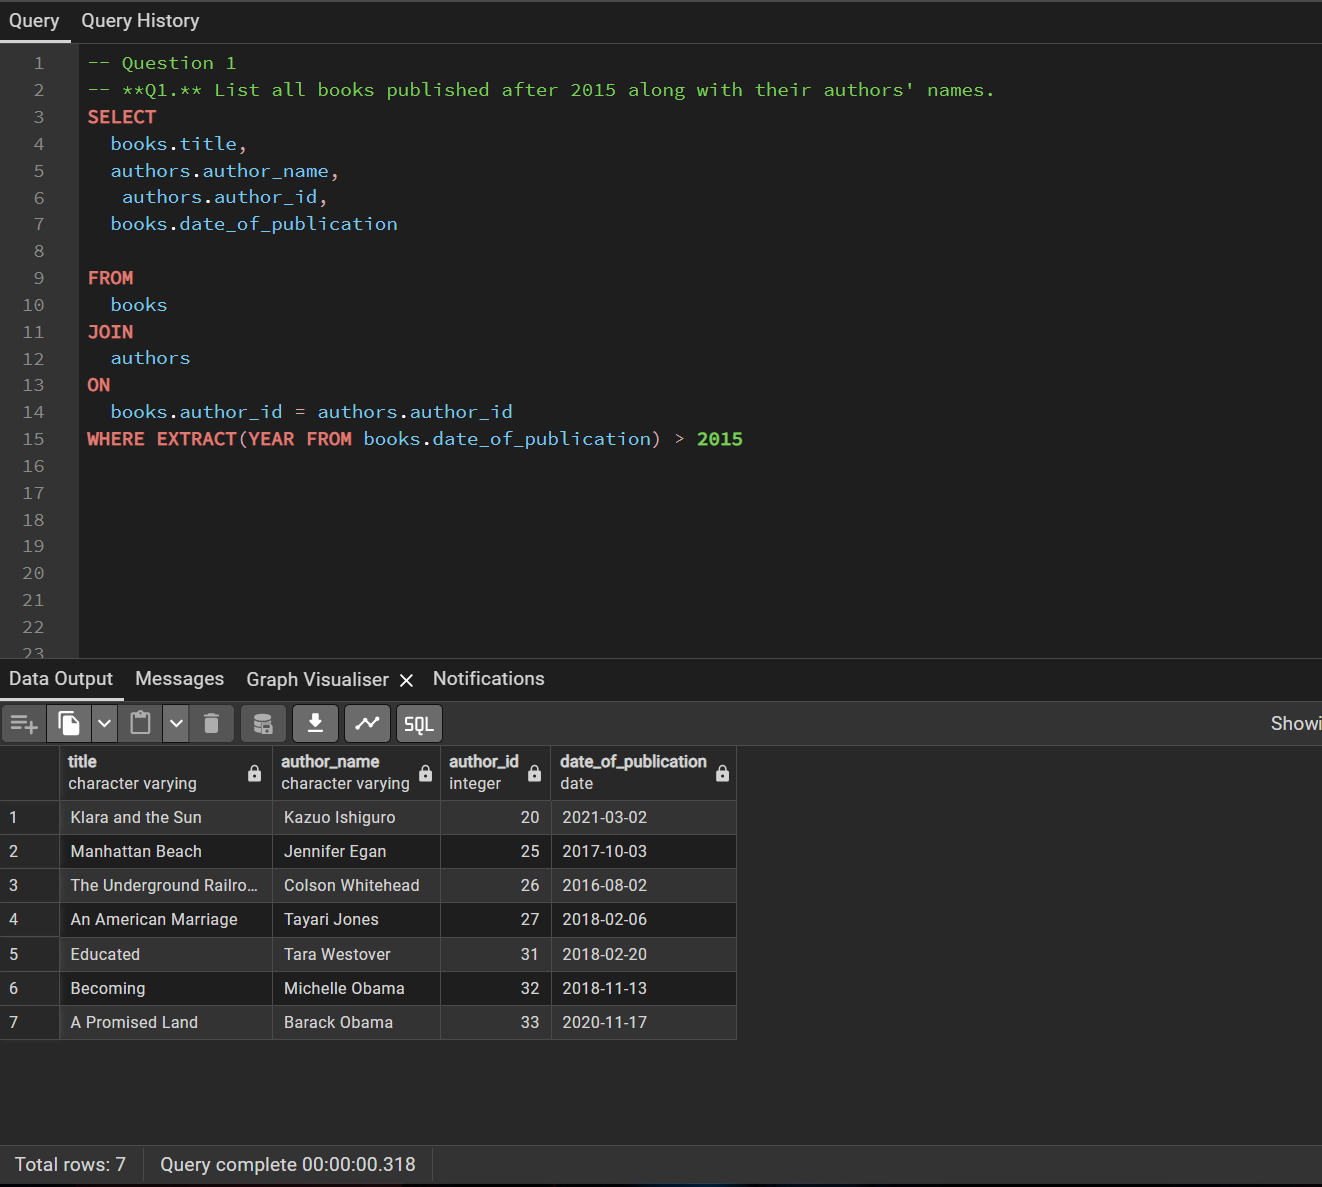 Query Query History
1 -- Question 1
2 -- **Q1.** List all books published after 2015 along with their authors' names.
3 SELECT
4 books.title,
5 authors.author_name,
6 authors.author_id,
7 books.date_of_publication
8
9 FROM
10 books
11 JOIN
12 authors
13 ON
14 books.author_id = authors.author_id
15 WHERE EXTRACT(YEAR FROM books.date_of_publication) > 2015
16
17
18
19
20
21
22
23
Data Output Messages Graph Visualiser Notifications
SQL Showi
title author_name author_id date_of_publication
character varying character varying integer date
1 Klara and the Sun Kazuo Ishiguro 20 2021-03-02
2 Manhattan Beach Jennifer Egan 25 2017-10-03
3 The Underground Railro... Colson Whitehead 26 2016-08-02
4 An American Marriage Tayari Jones 27 2018-02-06
5 Educated Tara Westover 31 2018-02-20
6 Becoming Michelle Obama 32 2018-11-13
7 A Promised Land Barack Obama 33 2020-11-17
Total rows: 7 Query complete 00:00:00.318